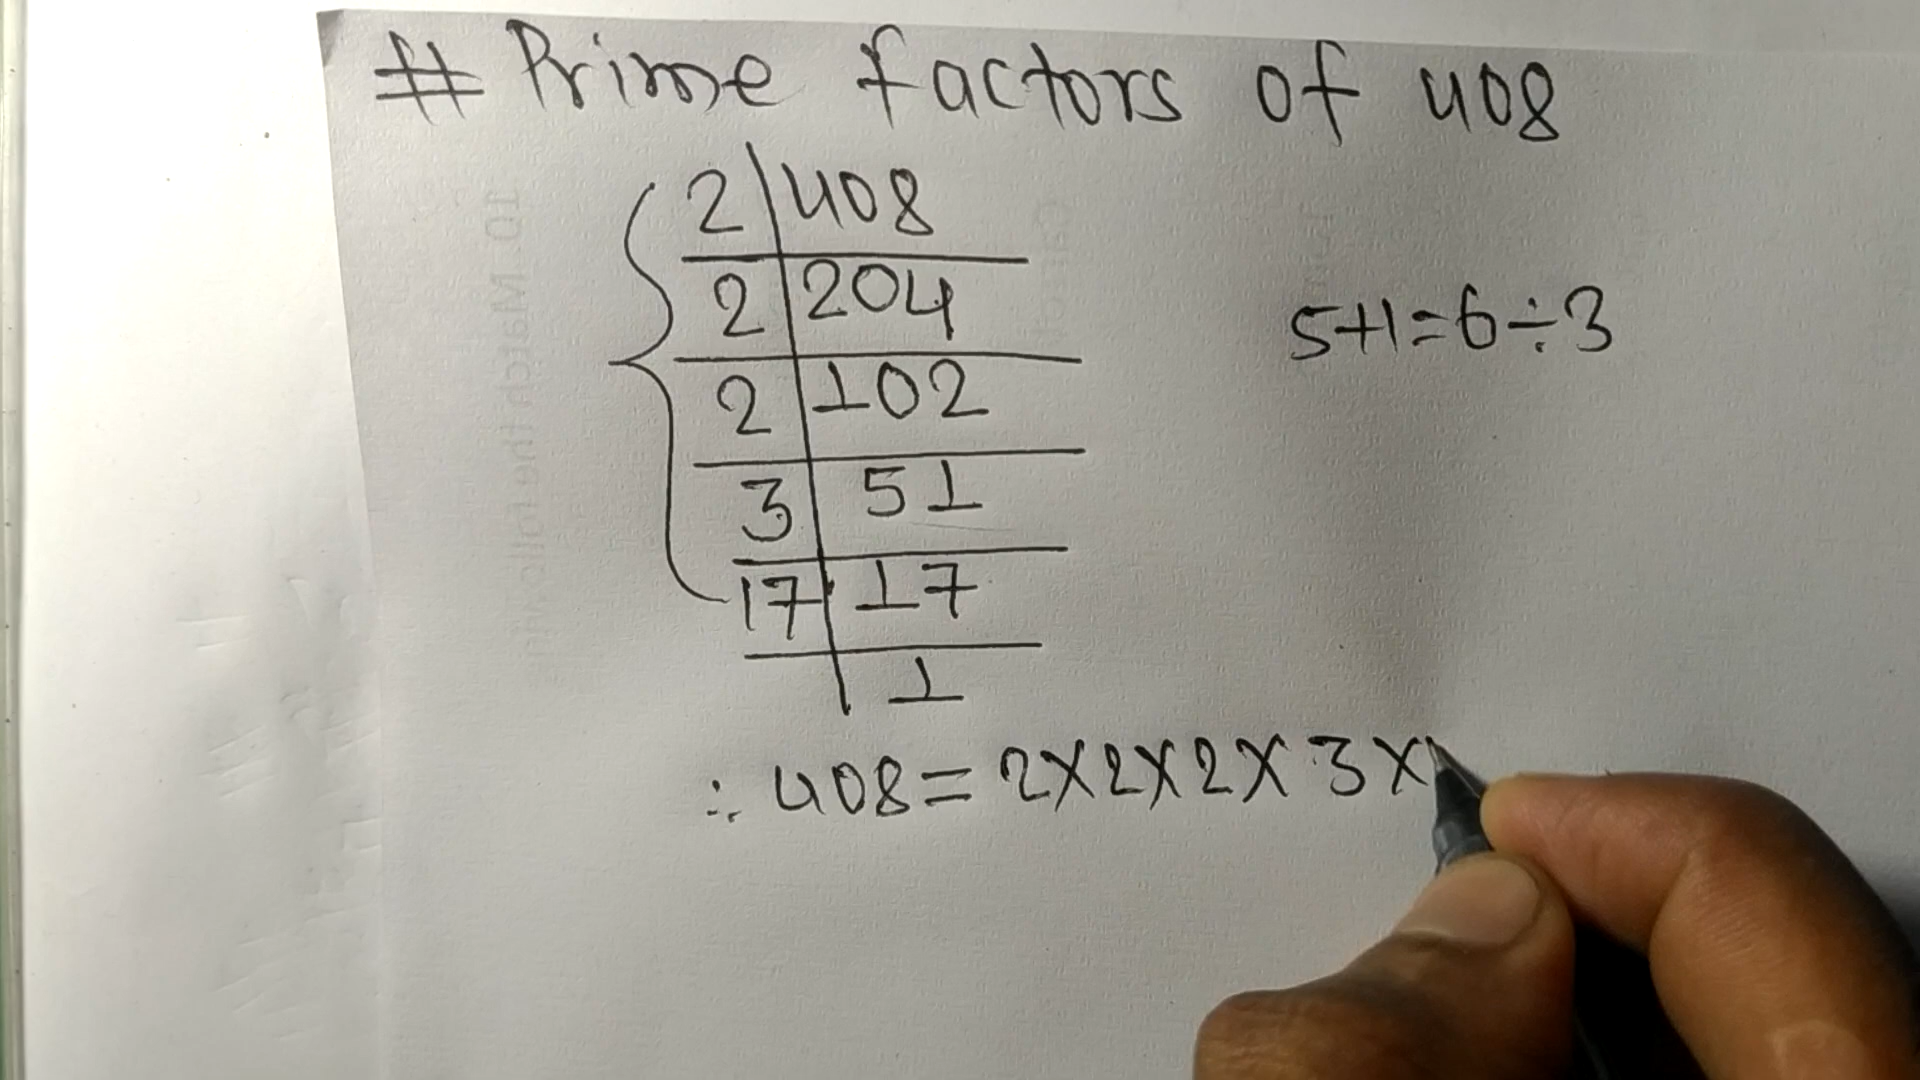 # Prime factors of 408
2 | 408
2 | 204
5+1=6÷3
2 | 102
3 | 51
17 | 17
1
∴ 408 = 2×2×2×3×